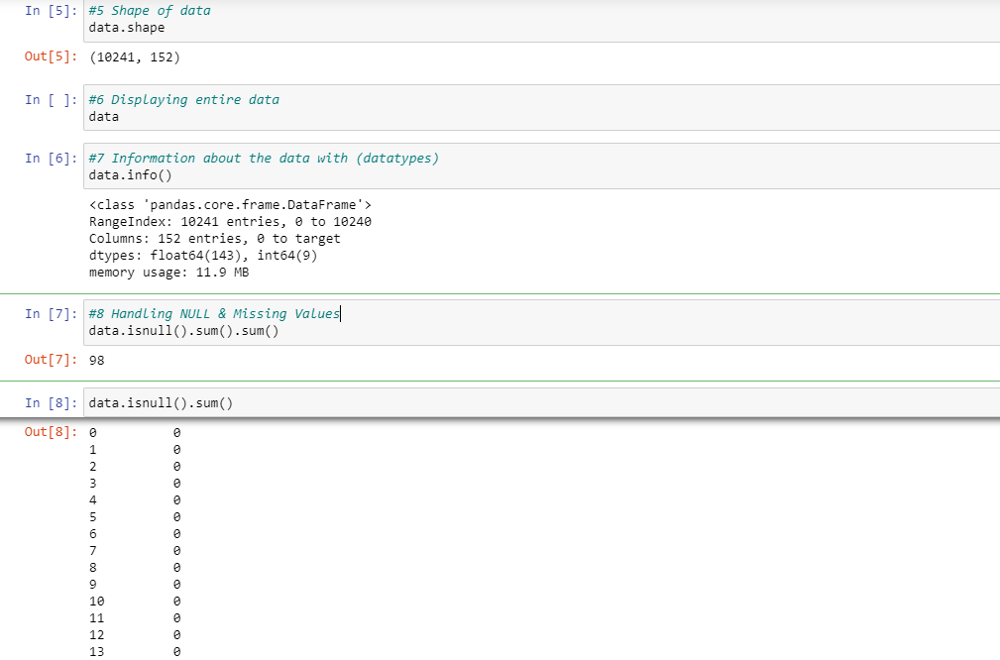 In [5]: #5 Shape of data
data.shape
Out[5]: (10241, 152)
In [ ]: #6 Displaying entire data
data
In [6]: #7 Information about the data with (datatypes)
data.info()
<class 'pandas.core.frame.DataFrame'>
RangeIndex: 10241 entries, 0 to 10240
Columns: 152 entries, 0 to target
dtypes: float64(143), int64(9)
memory usage: 11.9 MB
In [7]: #8 Handling NULL & Missing Values
data.isnull().sum().sum()
Out[7]: 98
In [8]: data.isnull().sum()
Out[8]: 0 0
1 0
2 0
3 0
4 0
5 0
6 0
7 0
8 0
9 0
10 0
11 0
12 0
13 0